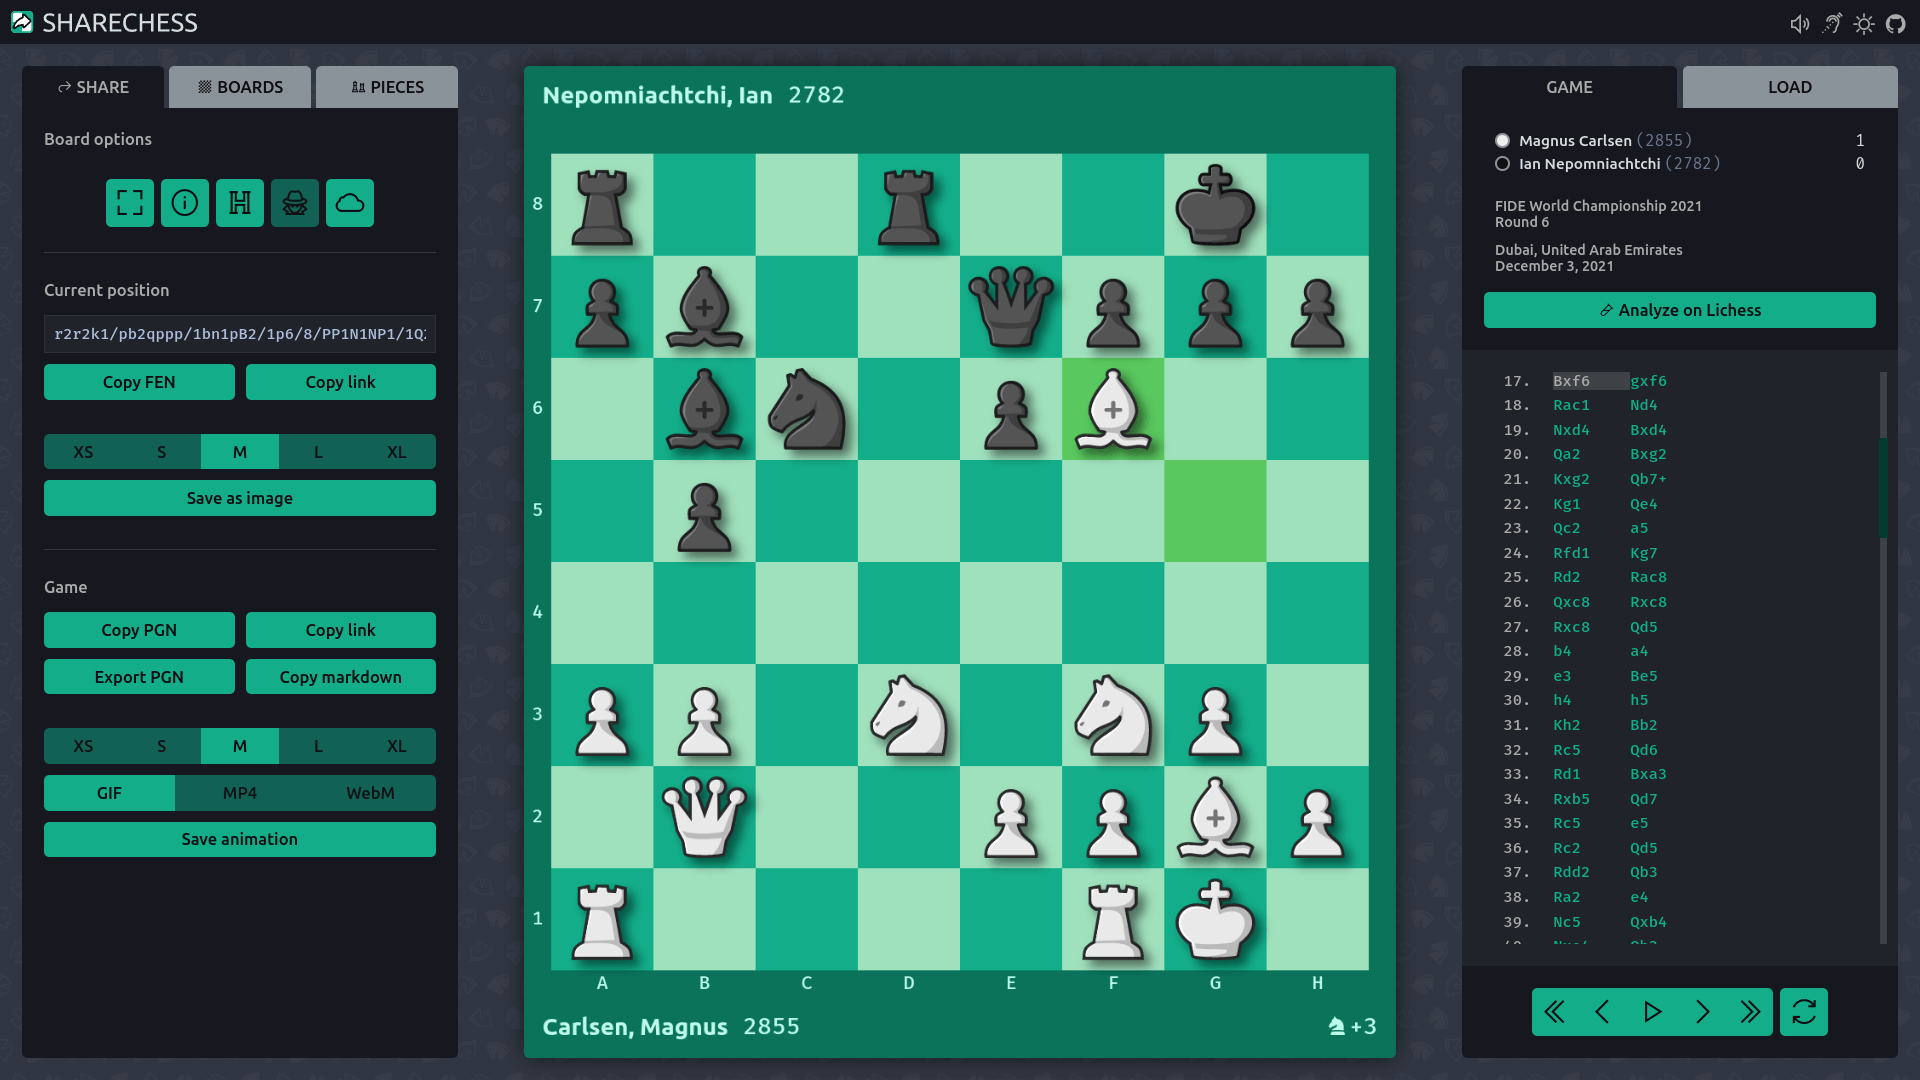 SHARECHESS
SHARE
BOARDS
PIECES
Board options
Current position
r2r2k1/pb2qppp/1bn1pB2/1p6/8/PP1N1NP1/1Q
Copy FEN
Copy link
XS S M L XL
Save as image
Game
Copy PGN
Copy link
Export PGN
Copy markdown
XS S M L XL
GIF MP4 WebM
Save animation
Nepomniachtchi, Ian 2782
8
7
6
5
4
3
2
1
A B C D E F G H
Carlsen, Magnus 2855
+3
GAME
LOAD
Magnus Carlsen (2855) 1
Ian Nepomniachtchi (2782) 0
FIDE World Championship 2021
Round 6
Dubai, United Arab Emirates
December 3, 2021
Analyze on Lichess
17. Bxf6 gxf6
18. Rac1 Nd4
19. Nxd4 Bxd4
20. Qa2 Bxg2
21. Kxg2 Qb7+
22. Kg1 Qe4
23. Qc2 a5
24. Rfd1 Kg7
25. Rd2 Rac8
26. Qxc8 Rxc8
27. Rxc8 Qd5
28. b4 a4
29. e3 Be5
30. h4 h5
31. Kh2 Bb2
32. Rc5 Qd6
33. Rd1 Bxa3
34. Rxb5 Qd7
35. Rc5 e5
36. Rc2 Qd5
37. Rdd2 Qb3
38. Ra2 e4
39. Nc5 Qxb4